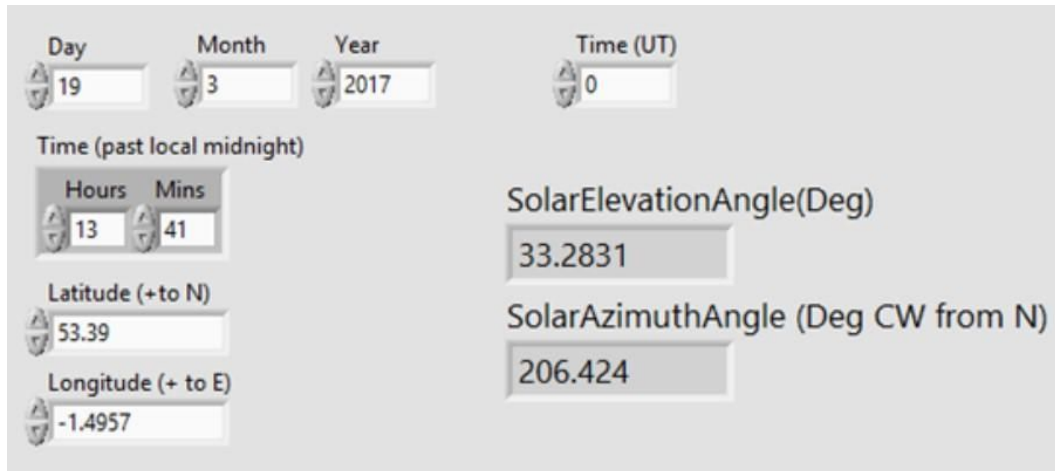 Day Month Year Time (UT)
19 3 2017 0
Time (past local midnight)
Hours Mins
13 41
SolarElevationAngle(Deg)
33.2831
Latitude (+to N)
53.39
SolarAzimuthAngle (Deg CW from N)
206.424
Longitude (+ to E)
-1.4957